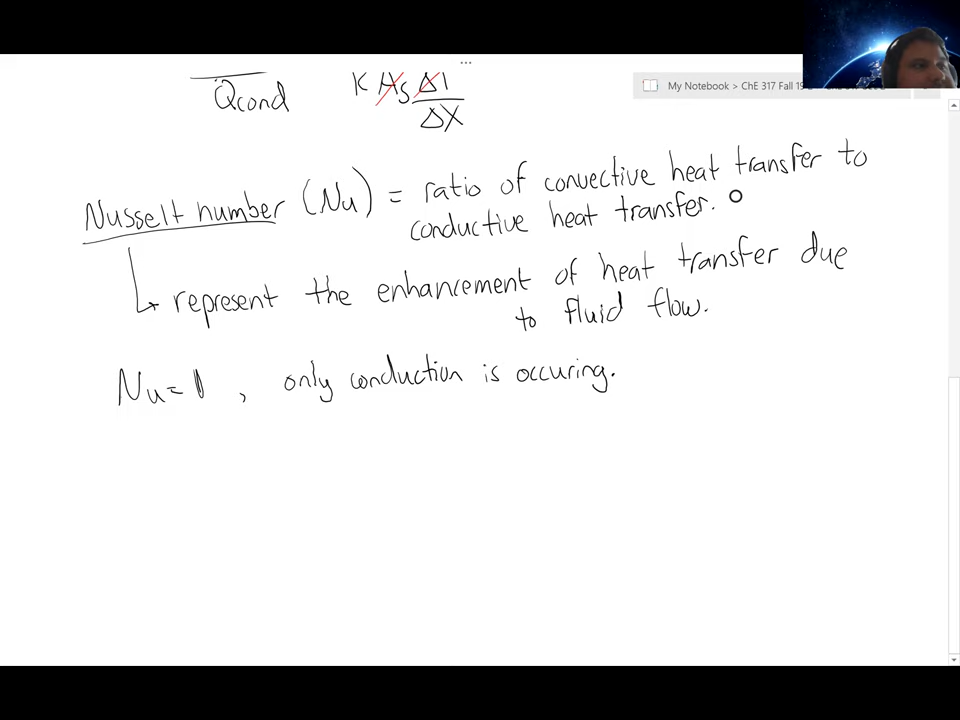 Qcond K As ΔT
ΔX
My Notebook > ChE 317 Fall 19
Nusselt number (Nu) = ratio of convective heat transfer to
conductive heat transfer.
represent the enhancement of heat transfer due
to fluid flow.
Nu=1 , only conduction is occuring.